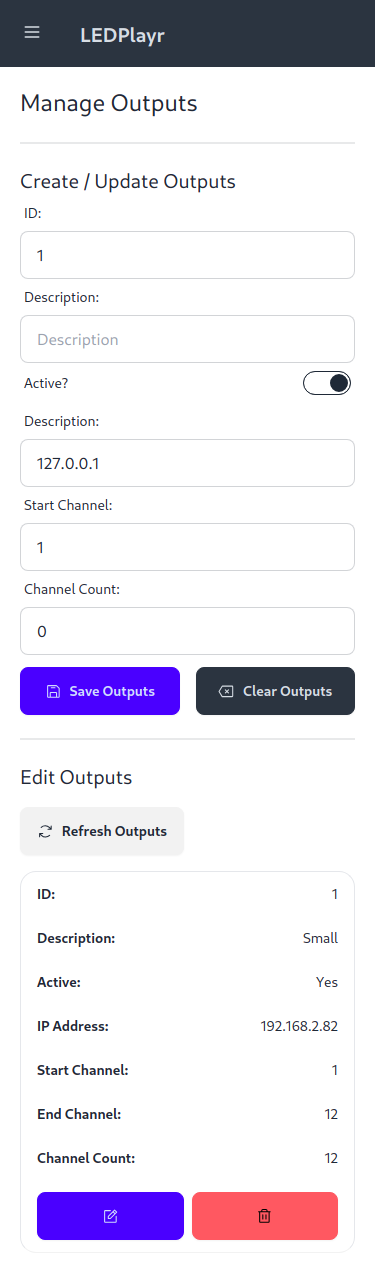 LEDPlayr
Manage Outputs
Create / Update Outputs
ID:
1
Description:
Description
Active?
Description:
127.0.0.1
Start Channel:
1
Channel Count:
0
Save Outputs Clear Outputs
Edit Outputs
Refresh Outputs
ID: 1
Description: Small
Active: Yes
IP Address: 192.168.2.82
Start Channel: 1
End Channel: 12
Channel Count: 12